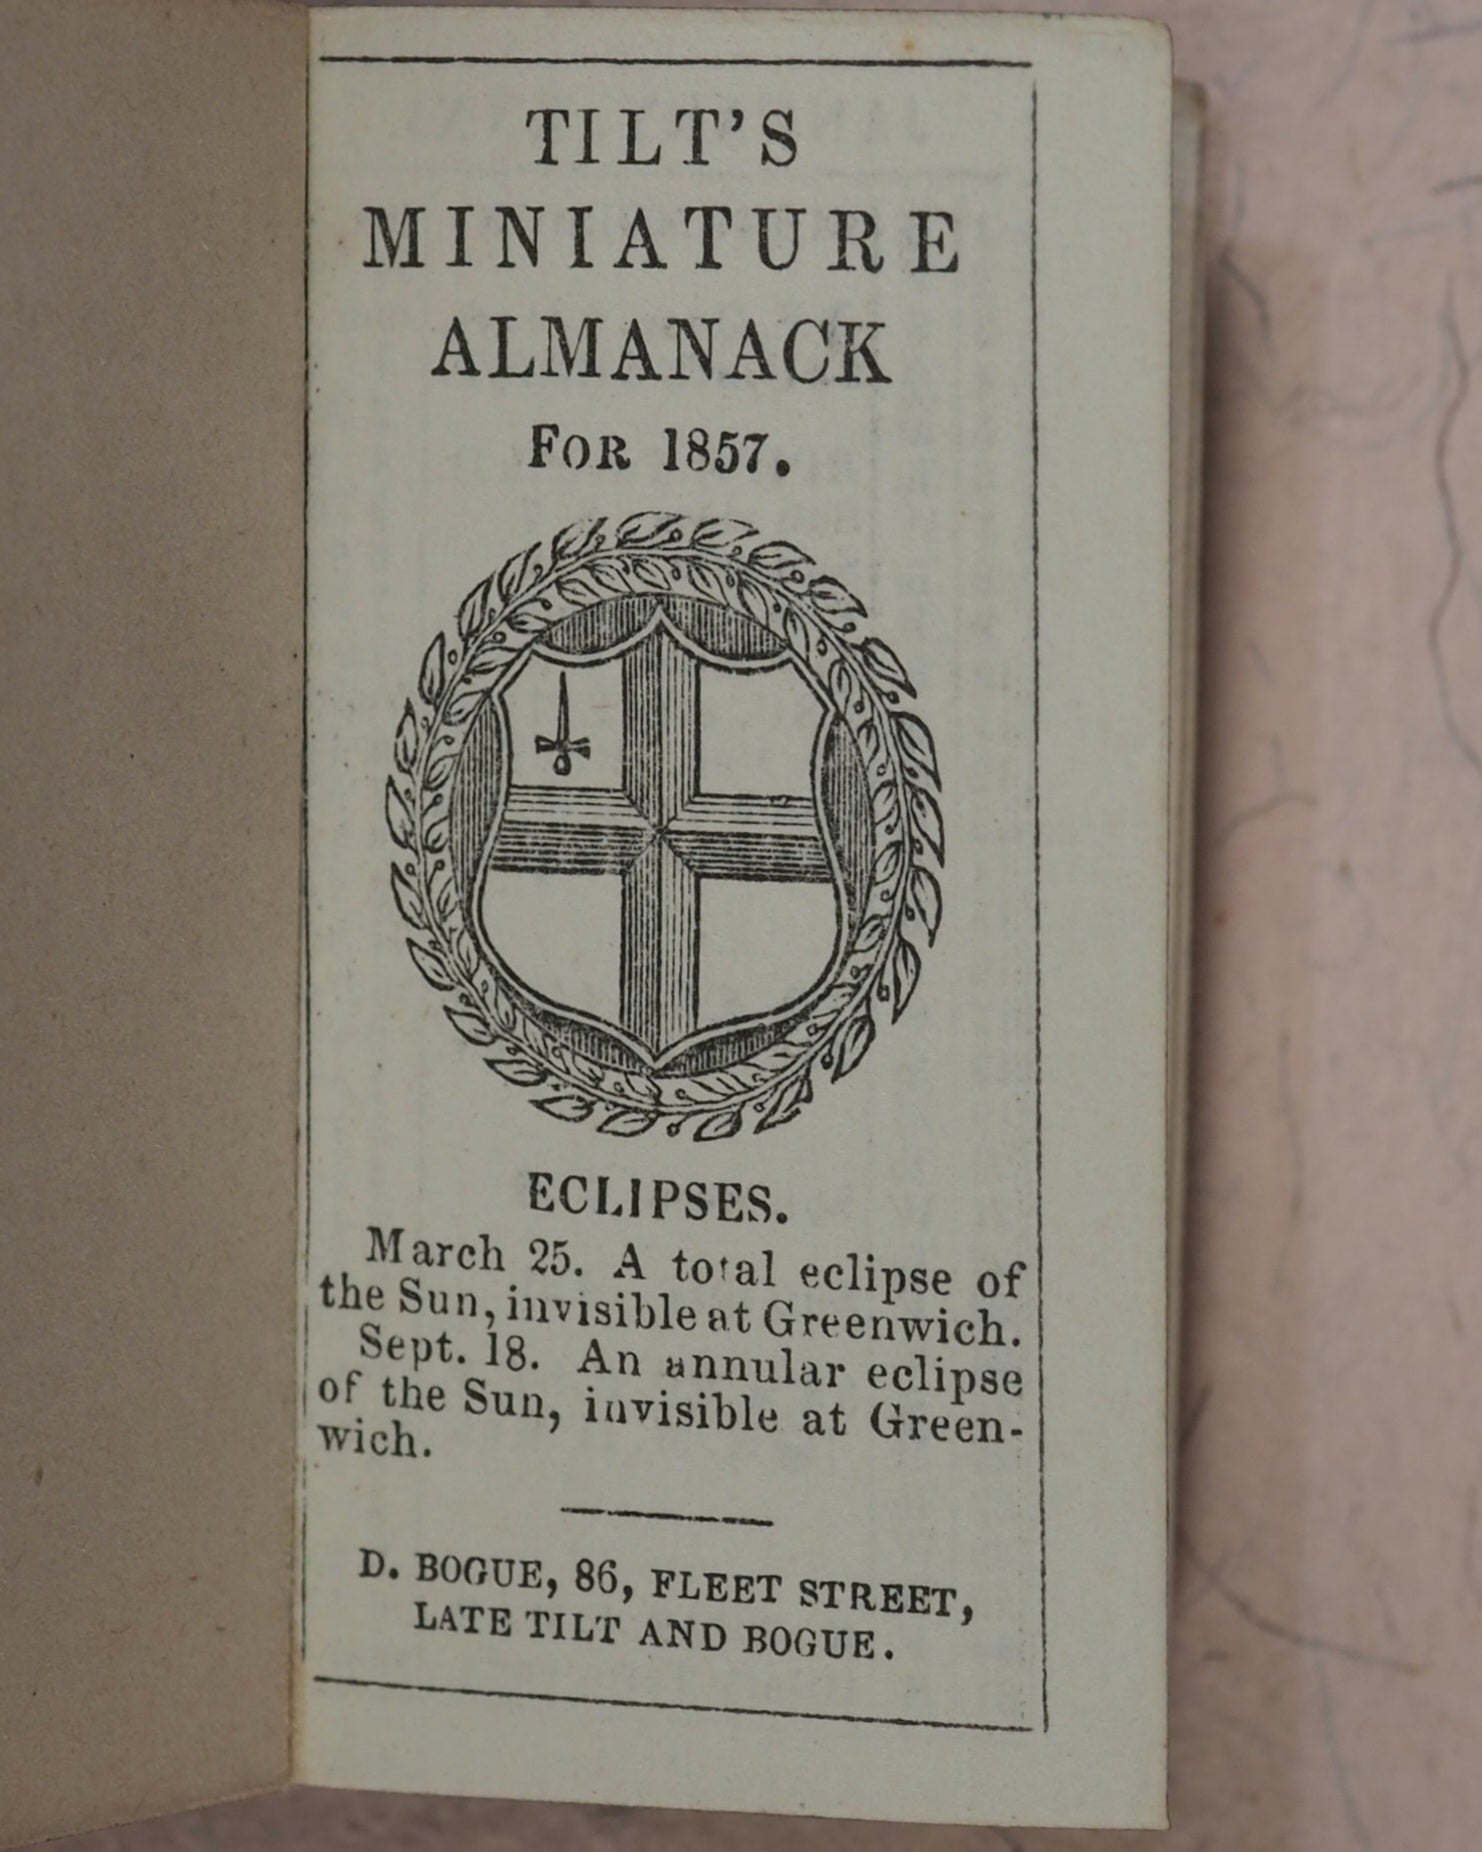 TILT'S
MINIATURE
ALMANACK
FOR 1857.
ECLIPSES.
March 25. A total eclipse of
the Sun, invisible at Greenwich.
Sept. 18. An annular eclipse
of the Sun, invisible at Green-
wich.
D. BOGUE, 86, FLEET STREET,
LATE TILT AND BOGUE.